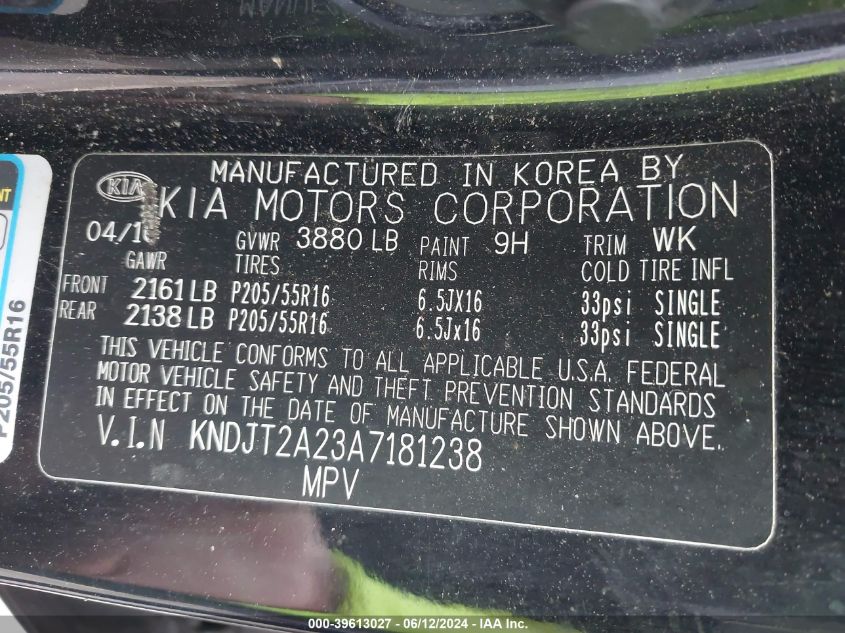 KIA
MANUFACTURED IN KOREA BY
KIA MOTORS CORPORATION
GVWR 3880 LB PAINT 9H TRIM WK
GAWR TIRES RIMS COLD TIRE INFL
FRONT 2161 LB P205/55R16 6.5JX16 33psi SINGLE
REAR 2138 LB P205/55R16 6.5Jx16 33psi SINGLE
THIS VEHICLE CONFORMS TO ALL APPLICABLE U.S.A. FEDERAL
MOTOR VEHICLE SAFETY AND THEFT PREVENTION STANDARDS
IN EFFECT ON THE DATE OF MANUFACTURE SHOWN ABOVE.
V.I.N KNDJT2A23A7181238
MPV
P205/55R16
000-39613027 - 06/12/2024 - IAA, Inc.